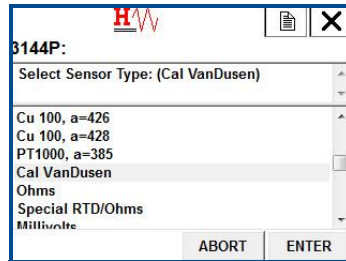 H
3144P:
Select Sensor Type: (Cal VanDusen)
Cu 100, a=426
Cu 100, a=428
PT1000, a=385
Cal VanDusen
Ohms
Special RTD/Ohms
Millivolts
ABORT ENTER